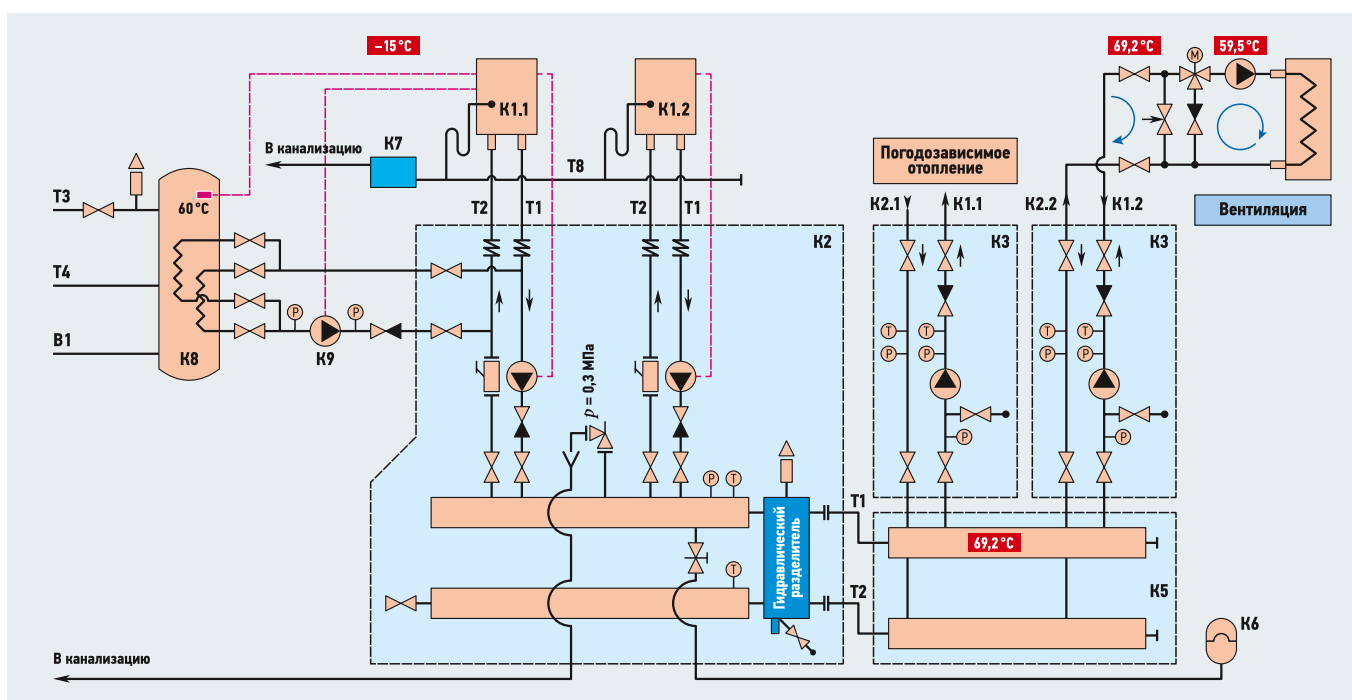 –15°C
69,2°C
59,5°C
M
К1.1
К1.2
В канализацию
К7
Т8
Погодозависимое
отопление
Т3
60°C
Т2
Т1
Т2
Т1
К2.1
К1.1
К2.2
К1.2
Вентиляция
К2
К3
К3
Т4
P
P
В1
К8
К9
T
P
T
P
T
P
T
P
p = 0,3 МПа
P
P
P
T
Гидравлический
разделитель
Т1
69,2°C
T
Т2
К5
К6
В канализацию